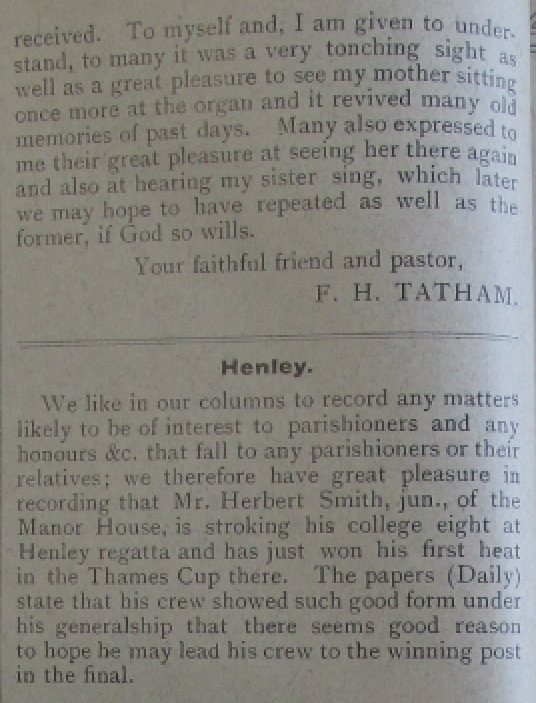 received. To myself and, I am given to under-
stand, to many it was a very tonching sight as
well as a great pleasure to see my mother sitting
once more at the organ and it revived many old
memories of past days. Many also expressed to
me their great pleasure at seeing her there again
and also at hearing my sister sing, which later
we may hope to have repeated as well as the
former, if God so wills.
Your faithful friend and pastor,
F. H. TATHAM.
Henley.
We like in our columns to record any matters
likely to be of interest to parishioners and any
honours &c. that fall to any parishioners or their
relatives; we therefore have great pleasure in
recording that Mr. Herbert Smith, jun., of the
Manor House, is stroking his college eight at
Henley regatta and has just won his first heat
in the Thames Cup there. The papers (Daily)
state that his crew showed such good form under
his generalship that there seems good reason
to hope he may lead his crew to the winning post
in the final.